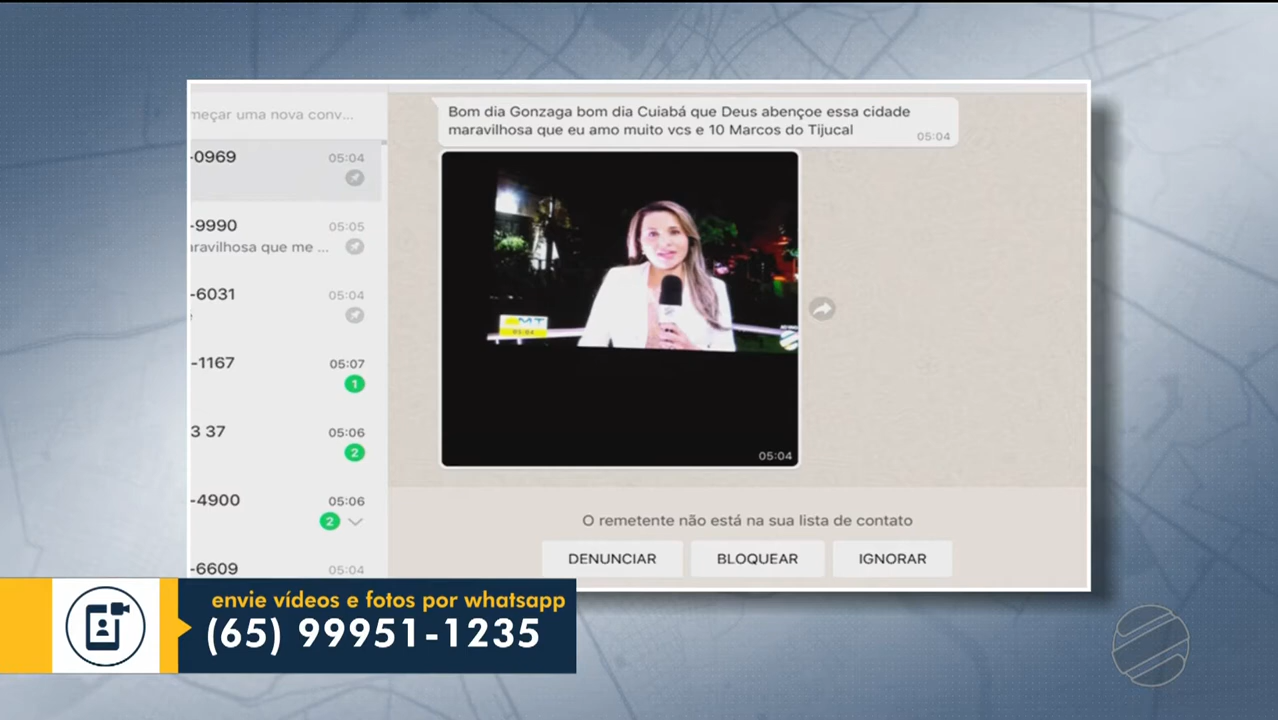 meçar uma nova conv...
-0969
05:04
-9990
05:05
ravilhosa que me ...
-6031
05:04
-1167
05:07
1
3 37
05:06
2
-4900
05:06
2
-6609
05:04
Bom dia Gonzaga bom dia Cuiabá que Deus abençoe essa cidade
maravilhosa que eu amo muito vcs e 10 Marcos do Tijucal
05:04
MT
05:04
05:04
O remetente não está na sua lista de contato
DENUNCIAR
BLOQUEAR
IGNORAR
envie vídeos e fotos por whatsapp
(65) 99951-1235